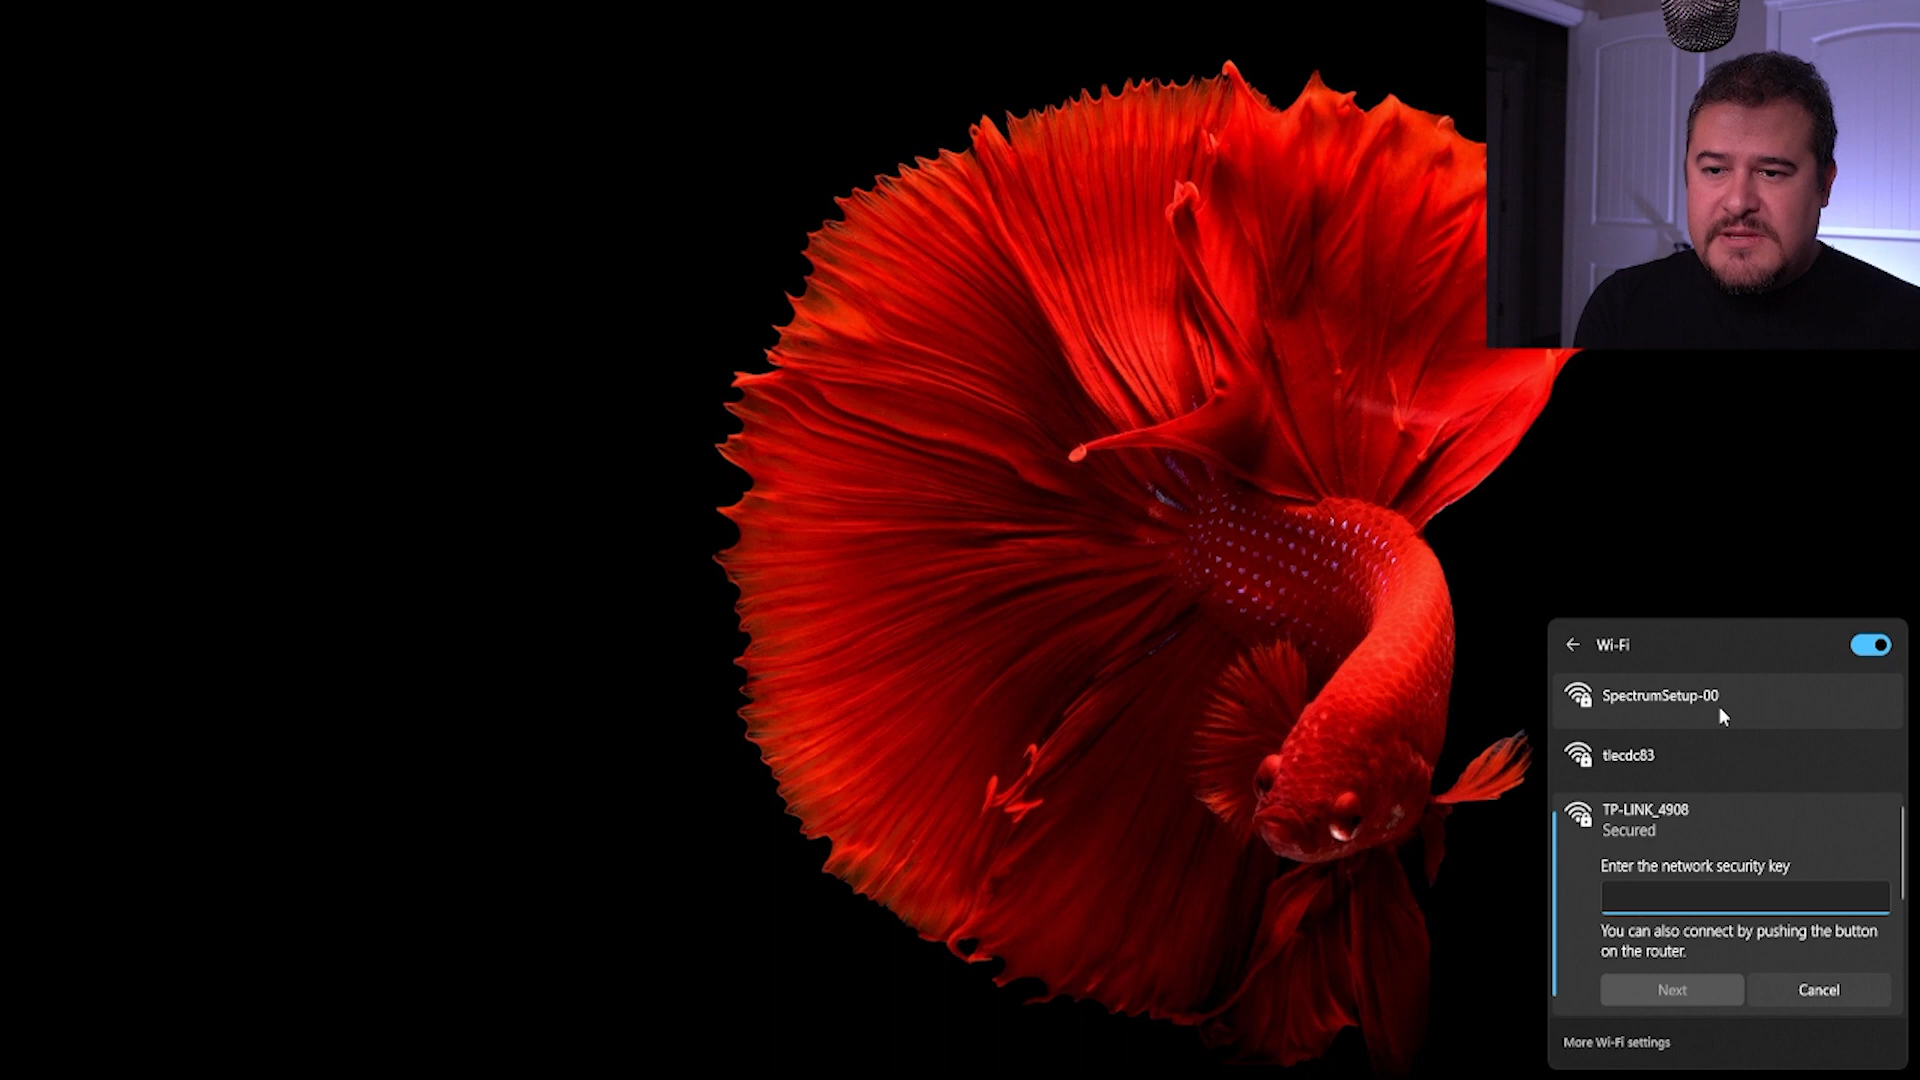 Wi-Fi
SpectrumSetup-00
tlecdc83
TP-LINK_4908
Secured
Enter the network security key
You can also connect by pushing the button
on the router.
Next
Cancel
More Wi-Fi settings